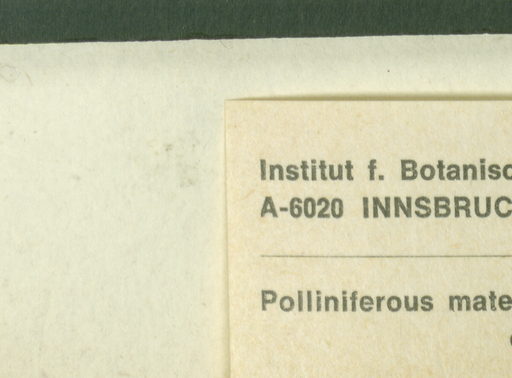 Institut f. Botanisc
A-6020 INNSBRUC
Polliniferous mate